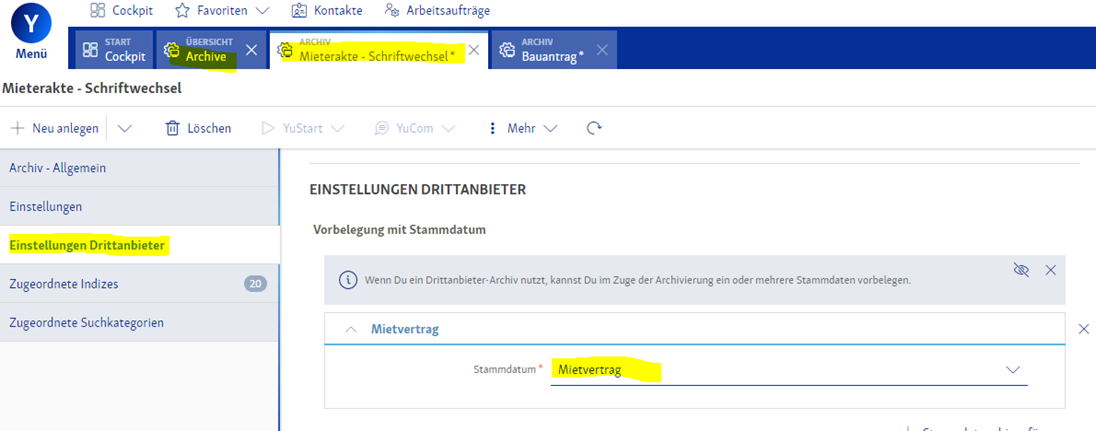 Y
Menü
Cockpit
Favoriten
Kontakte
Arbeitsaufträge
START
Cockpit
ÜBERSICHT
Archive
ARCHIV
Mieterakte - Schriftwechsel*
ARCHIV
Bauantrag*
Mieterakte - Schriftwechsel
Neu anlegen
Löschen
YuStart
YuCom
Mehr
Archiv - Allgemein
Einstellungen
Einstellungen Drittanbieter
Zugeordnete Indizes 20
Zugeordnete Suchkategorien
EINSTELLUNGEN DRITTANBIETER
Vorbelegung mit Stammdatum
Wenn Du ein Drittanbieter-Archiv nutzt, kannst Du im Zuge der Archivierung ein oder mehrere Stammdaten vorbelegen.
Mietvertrag
Stammdatum * Mietvertrag